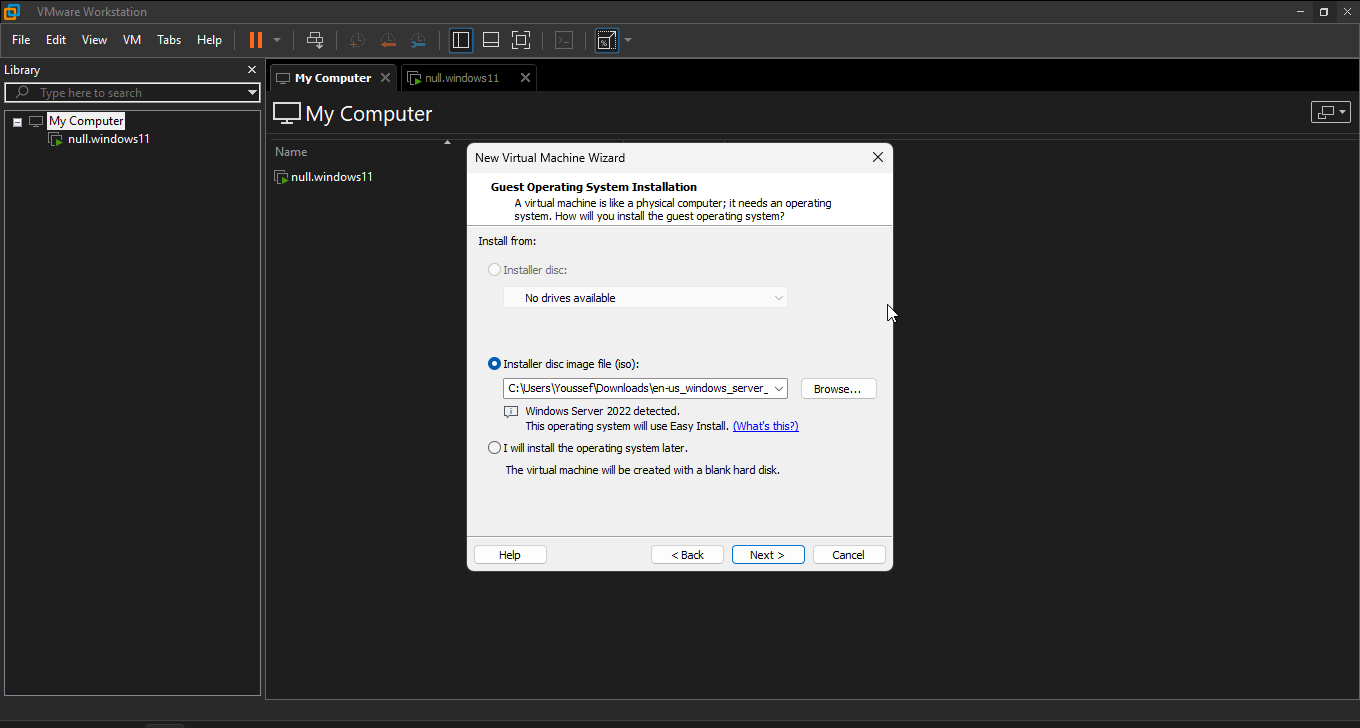 VMware Workstation
File Edit View VM Tabs Help
Library
Type here to search
My Computer
null.windows11
My Computer
null.windows11
My Computer
Name
null.windows11
New Virtual Machine Wizard
Guest Operating System Installation
A virtual machine is like a physical computer; it needs an operating
system. How will you install the guest operating system?
Install from:
Installer disc:
No drives available
Installer disc image file (iso):
C:\Users\Youssef\Downloads\en-us_windows_server_
Browse...
Windows Server 2022 detected.
This operating system will use Easy Install. (What's this?)
I will install the operating system later.
The virtual machine will be created with a blank hard disk.
Help < Back Next > Cancel